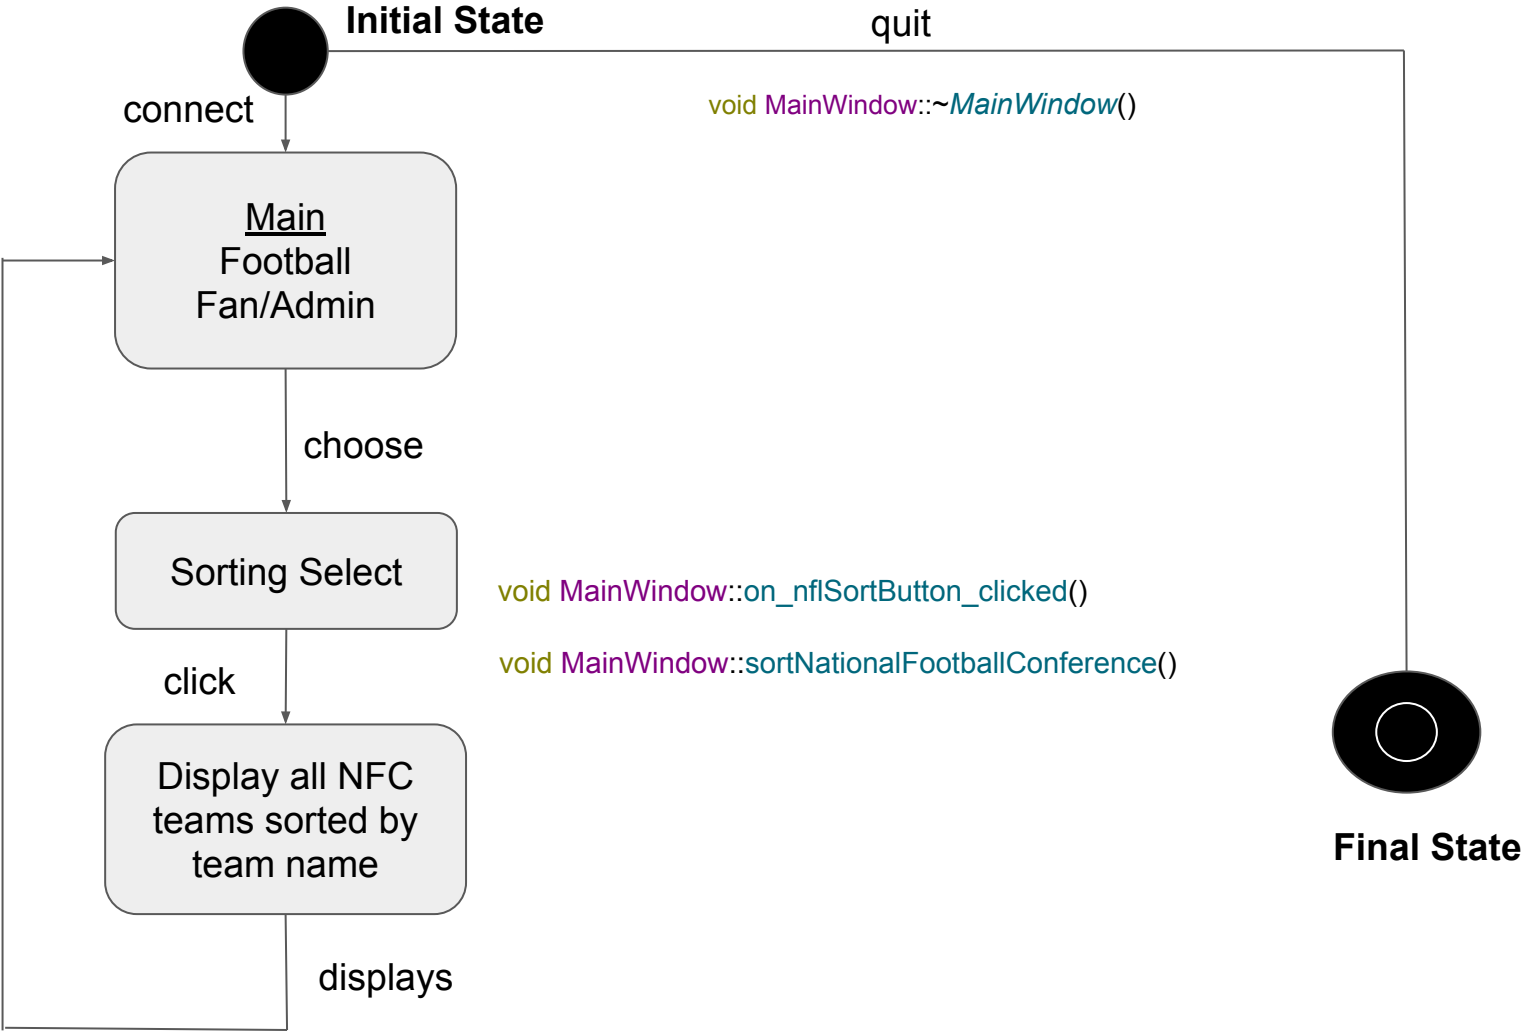 Initial State
quit
connect
void MainWindow::~MainWindow()
Main
Football
Fan/Admin
choose
Sorting Select
void MainWindow::on_nflSortButton_clicked()
void MainWindow::sortNationalFootballConference()
click
Display all NFC
teams sorted by
team name
Final State
displays